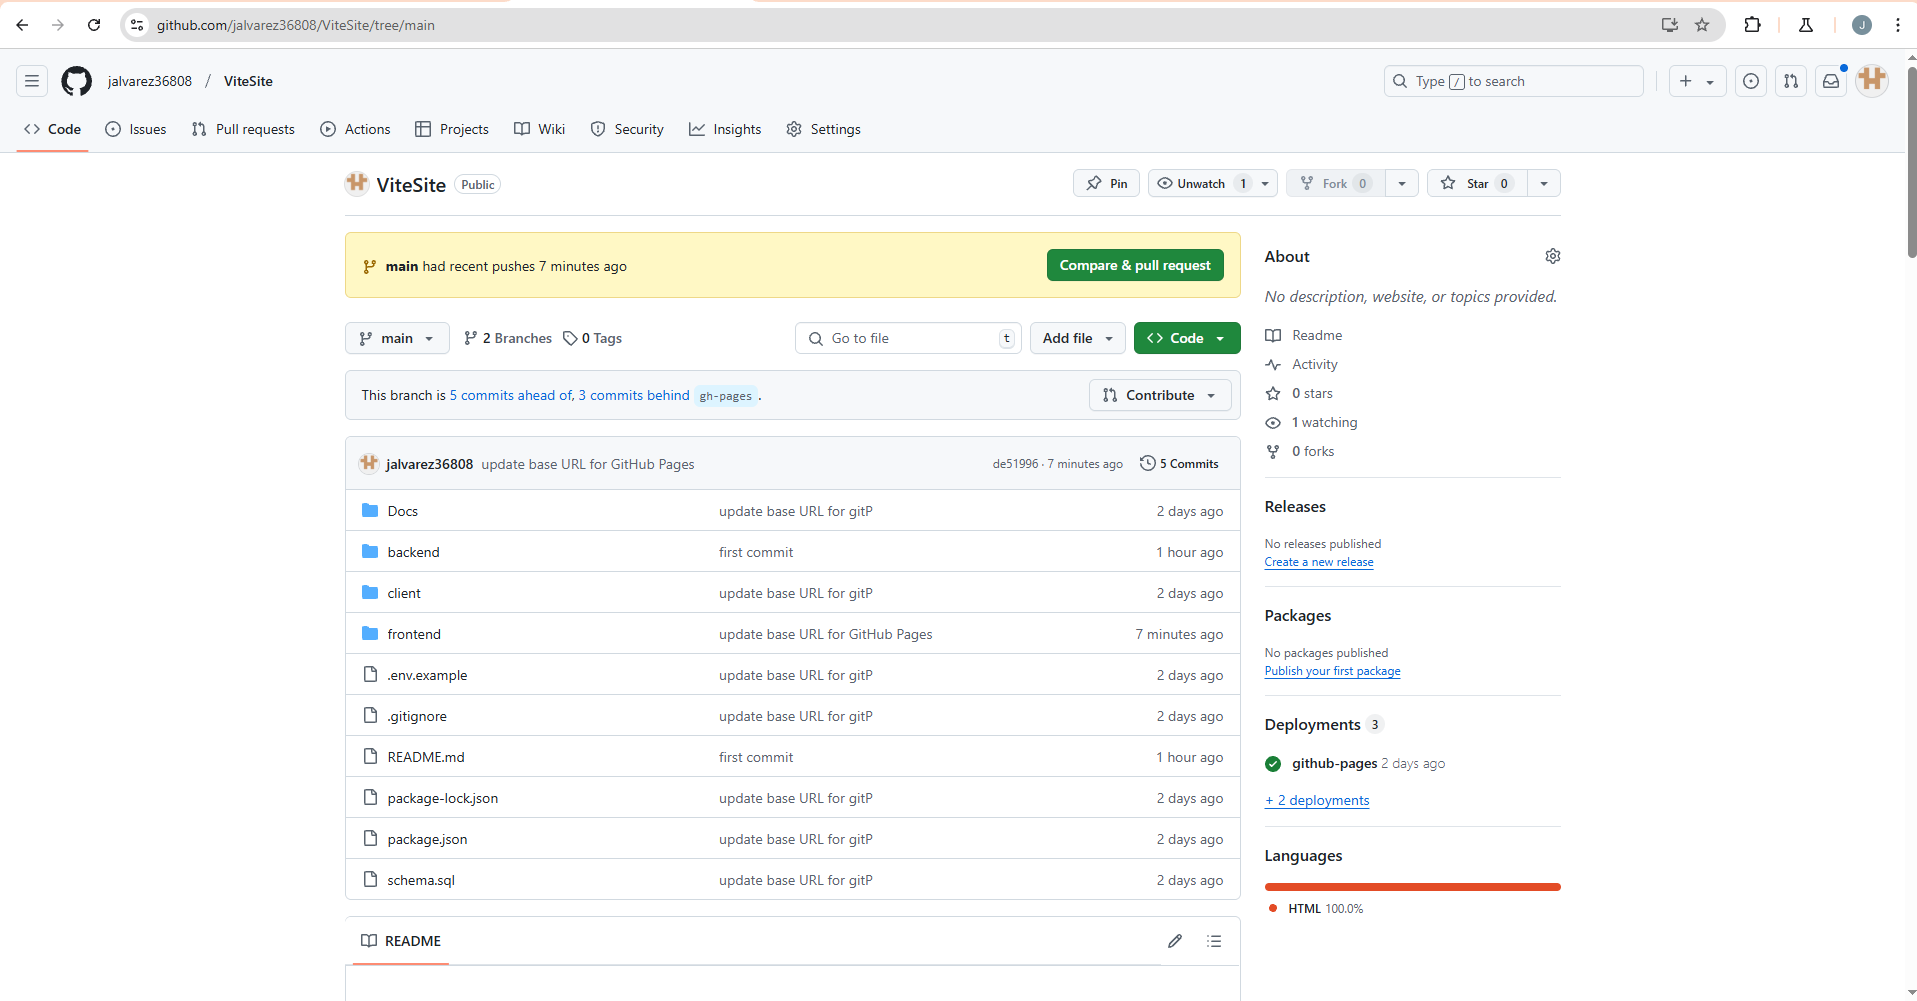 github.com/jalvarez36808/ViteSite/tree/main
J
jalvarez36808 / ViteSite
Type / to search
Code Issues Pull requests Actions Projects Wiki Security Insights Settings
ViteSite Public
Pin Unwatch 1 Fork 0 Star 0
main had recent pushes 7 minutes ago
Compare & pull request
main 2 Branches 0 Tags Go to file t Add file Code
This branch is 5 commits ahead of, 3 commits behind gh-pages .
Contribute
jalvarez36808 update base URL for GitHub Pages de51996 · 7 minutes ago 5 Commits
Docs update base URL for gitP 2 days ago
backend first commit 1 hour ago
client update base URL for gitP 2 days ago
frontend update base URL for GitHub Pages 7 minutes ago
.env.example update base URL for gitP 2 days ago
.gitignore update base URL for gitP 2 days ago
README.md first commit 1 hour ago
package-lock.json update base URL for gitP 2 days ago
package.json update base URL for gitP 2 days ago
schema.sql update base URL for gitP 2 days ago
README
About
No description, website, or topics provided.
Readme
Activity
0 stars
1 watching
0 forks
Releases
No releases published
Create a new release
Packages
No packages published
Publish your first package
Deployments 3
github-pages 2 days ago
+ 2 deployments
Languages
HTML 100.0%